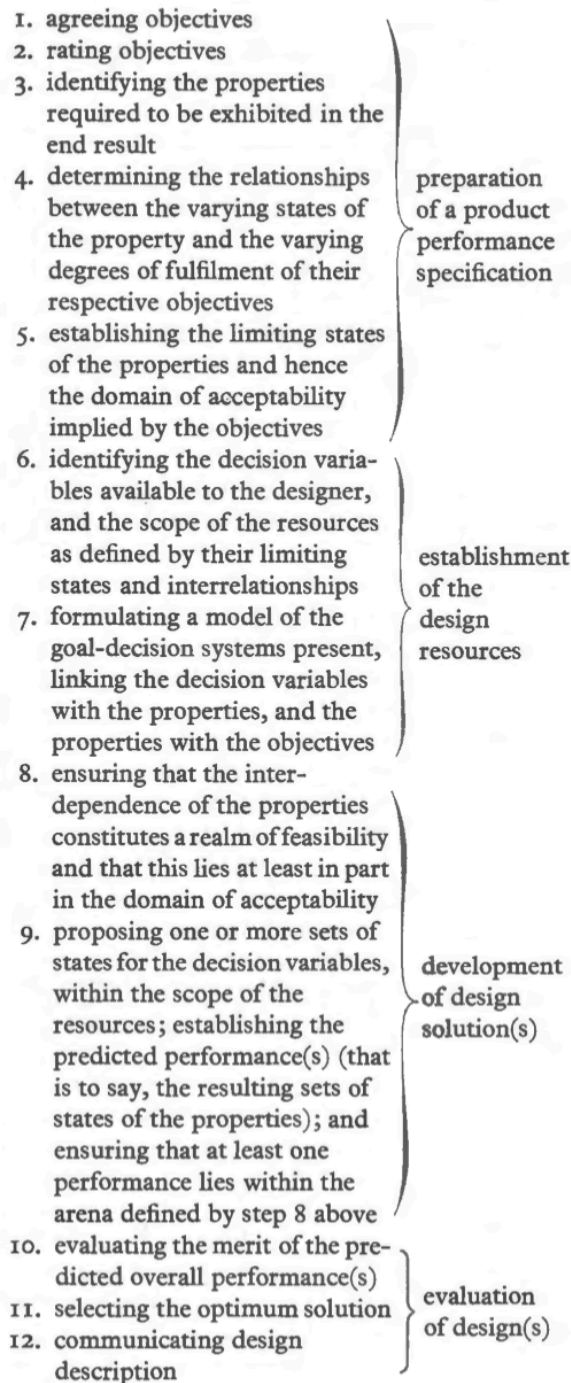 1. agreeing objectives
2. rating objectives
3. identifying the properties
required to be exhibited in the
end result
4. determining the relationships
between the varying states of
the property and the varying
degrees of fulfilment of their
respective objectives
5. establishing the limiting states
of the properties and hence
the domain of acceptability
implied by the objectives
preparation
of a product
performance
specification
6. identifying the decision varia-
bles available to the designer,
and the scope of the resources
as defined by their limiting
states and interrelationships
7. formulating a model of the
goal-decision systems present,
linking the decision variables
with the properties, and the
properties with the objectives
establishment
of the
design
resources
8. ensuring that the inter-
dependence of the properties
constitutes a realm of feasibility
and that this lies at least in part
in the domain of acceptability
9. proposing one or more sets of
states for the decision variables,
within the scope of the
resources; establishing the
predicted performance(s) (that
is to say, the resulting sets of
states of the properties); and
ensuring that at least one
performance lies within the
arena defined by step 8 above
development
of design
solution(s)
10. evaluating the merit of the pre-
dicted overall performance(s)
11. selecting the optimum solution
12. communicating design
description
evaluation
of design(s)